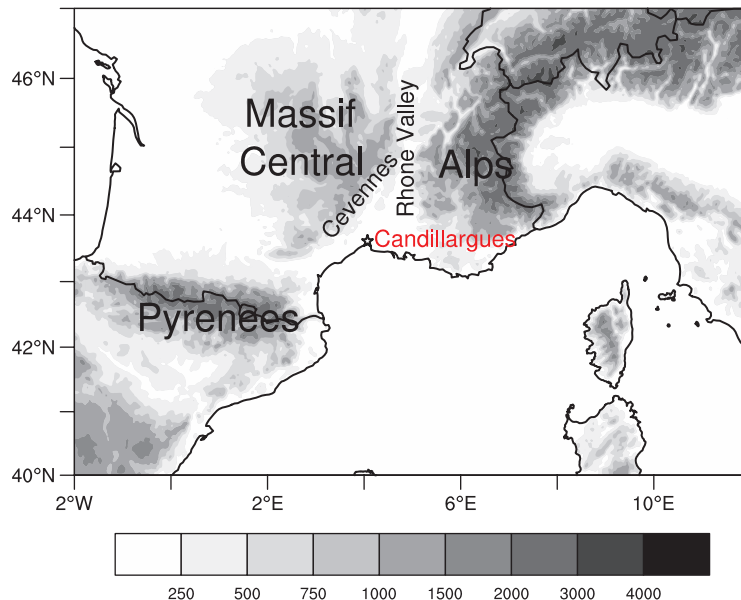 46°N
44°N
42°N
40°N
Massif
Central
Cevennes
Rhone Valley
Alps
Candillargues
Pyrenees
2°W
2°E
6°E
10°E
250
500
750
1000
1500
2000
3000
4000